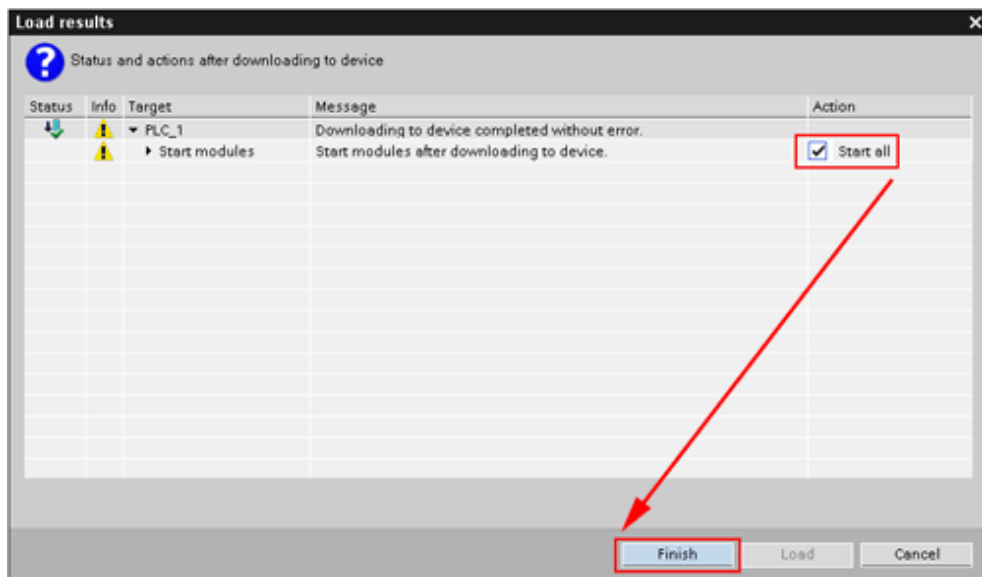 Load results
Status and actions after downloading to device
Status Info Target Message Action
PLC_1 Downloading to device completed without error.
Start modules Start modules after downloading to device. Start all
Finish Load Cancel